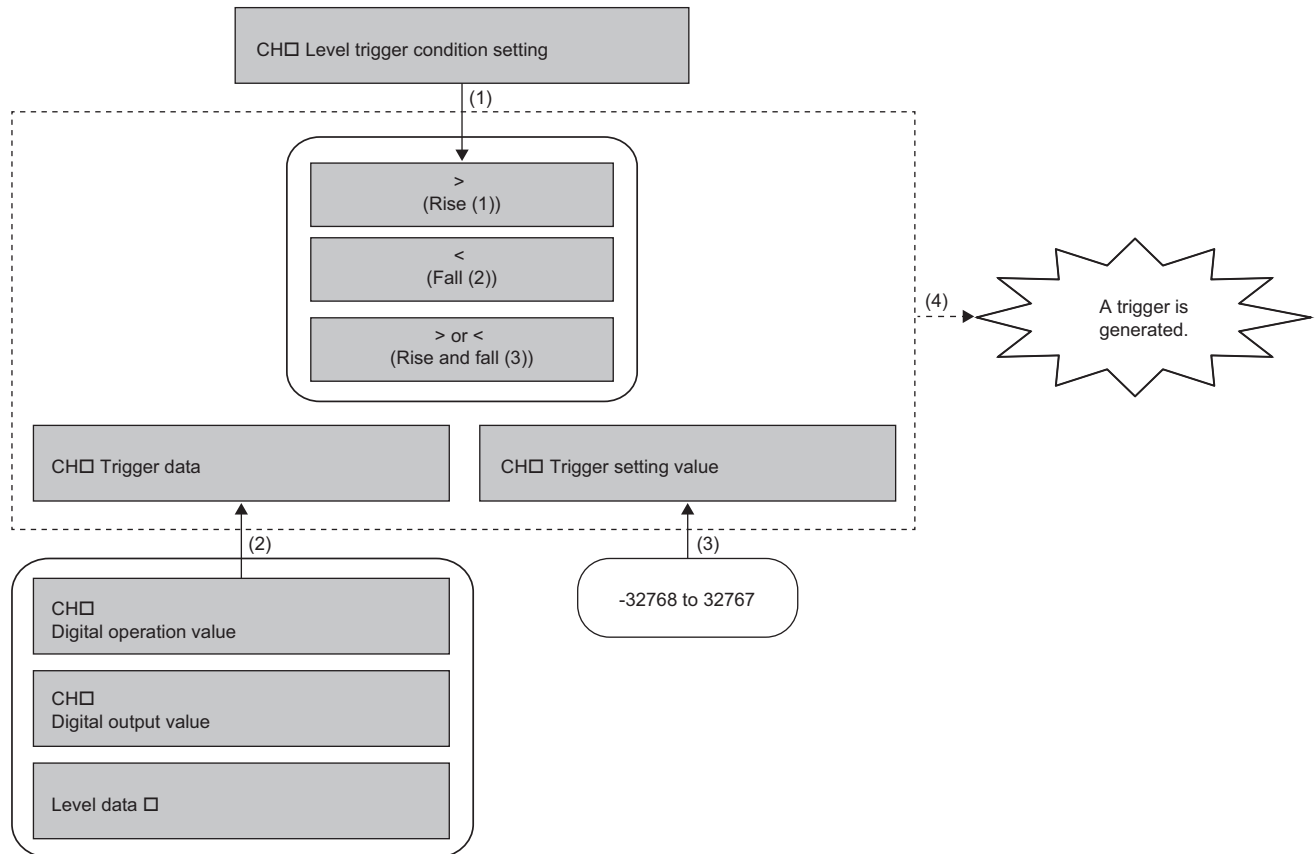 CH□ Level trigger condition setting
(1)
>
(Rise (1))
<
(Fall (2))
> or <
(Rise and fall (3))
(4)
A trigger is
generated.
CH□ Trigger data
CH□ Trigger setting value
(2)
(3)
CH□
Digital operation value
-32768 to 32767
CH□
Digital output value
Level data □